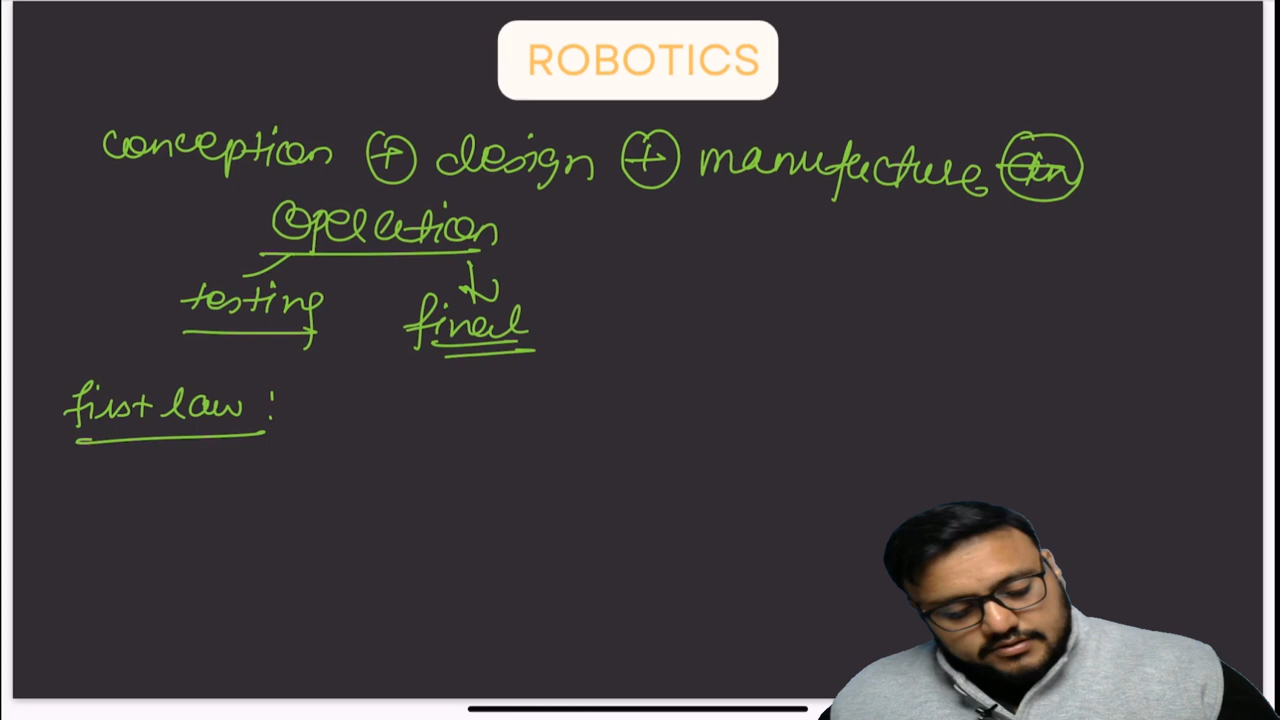 ROBOTICS
conception + design + manufacture +
Operation
testing final
first law :